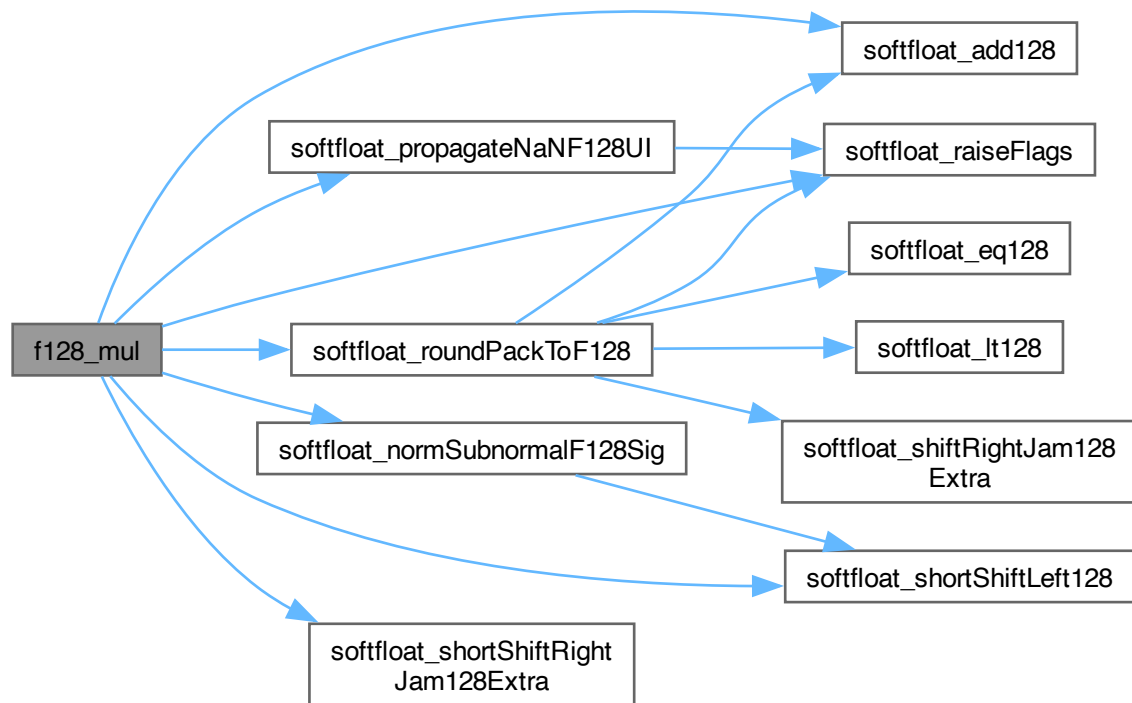 softfloat_add128
softfloat_propagateNaNF128UI
softfloat_raiseFlags
softfloat_eq128
f128_mul
softfloat_roundPackToF128
softfloat_lt128
softfloat_normSubnormalF128Sig
softfloat_shiftRightJam128
Extra
softfloat_shortShiftLeft128
softfloat_shortShiftRight
Jam128Extra